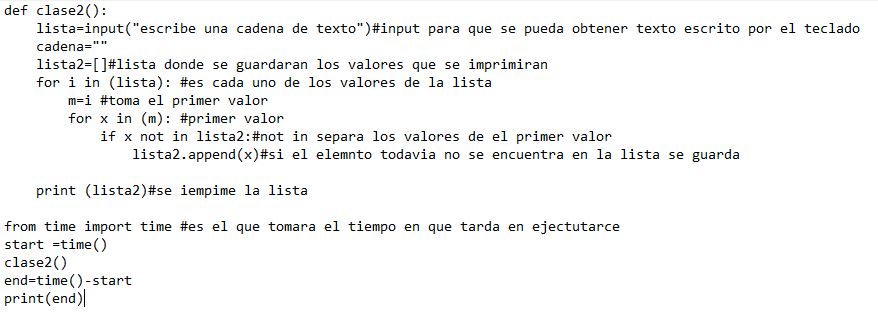 def clase2():
    lista=input("escribe una cadena de texto")#input para que se pueda obtener texto escrito por el teclado
    cadena=""
    lista2=[]#lista donde se guardaran los valores que se imprimiran
    for i in (lista): #es cada uno de los valores de la lista
        m=i #toma el primer valor
        for x in (m): #primer valor
            if x not in lista2:#not in separa los valores de el primer valor
                lista2.append(x)#si el elemnto todavia no se encuentra en la lista se guarda

    print (lista2)#se iempime la lista

from time import time #es el que tomara el tiempo en que tarda en ejectutarce
start =time()
clase2()
end=time()-start
print(end)